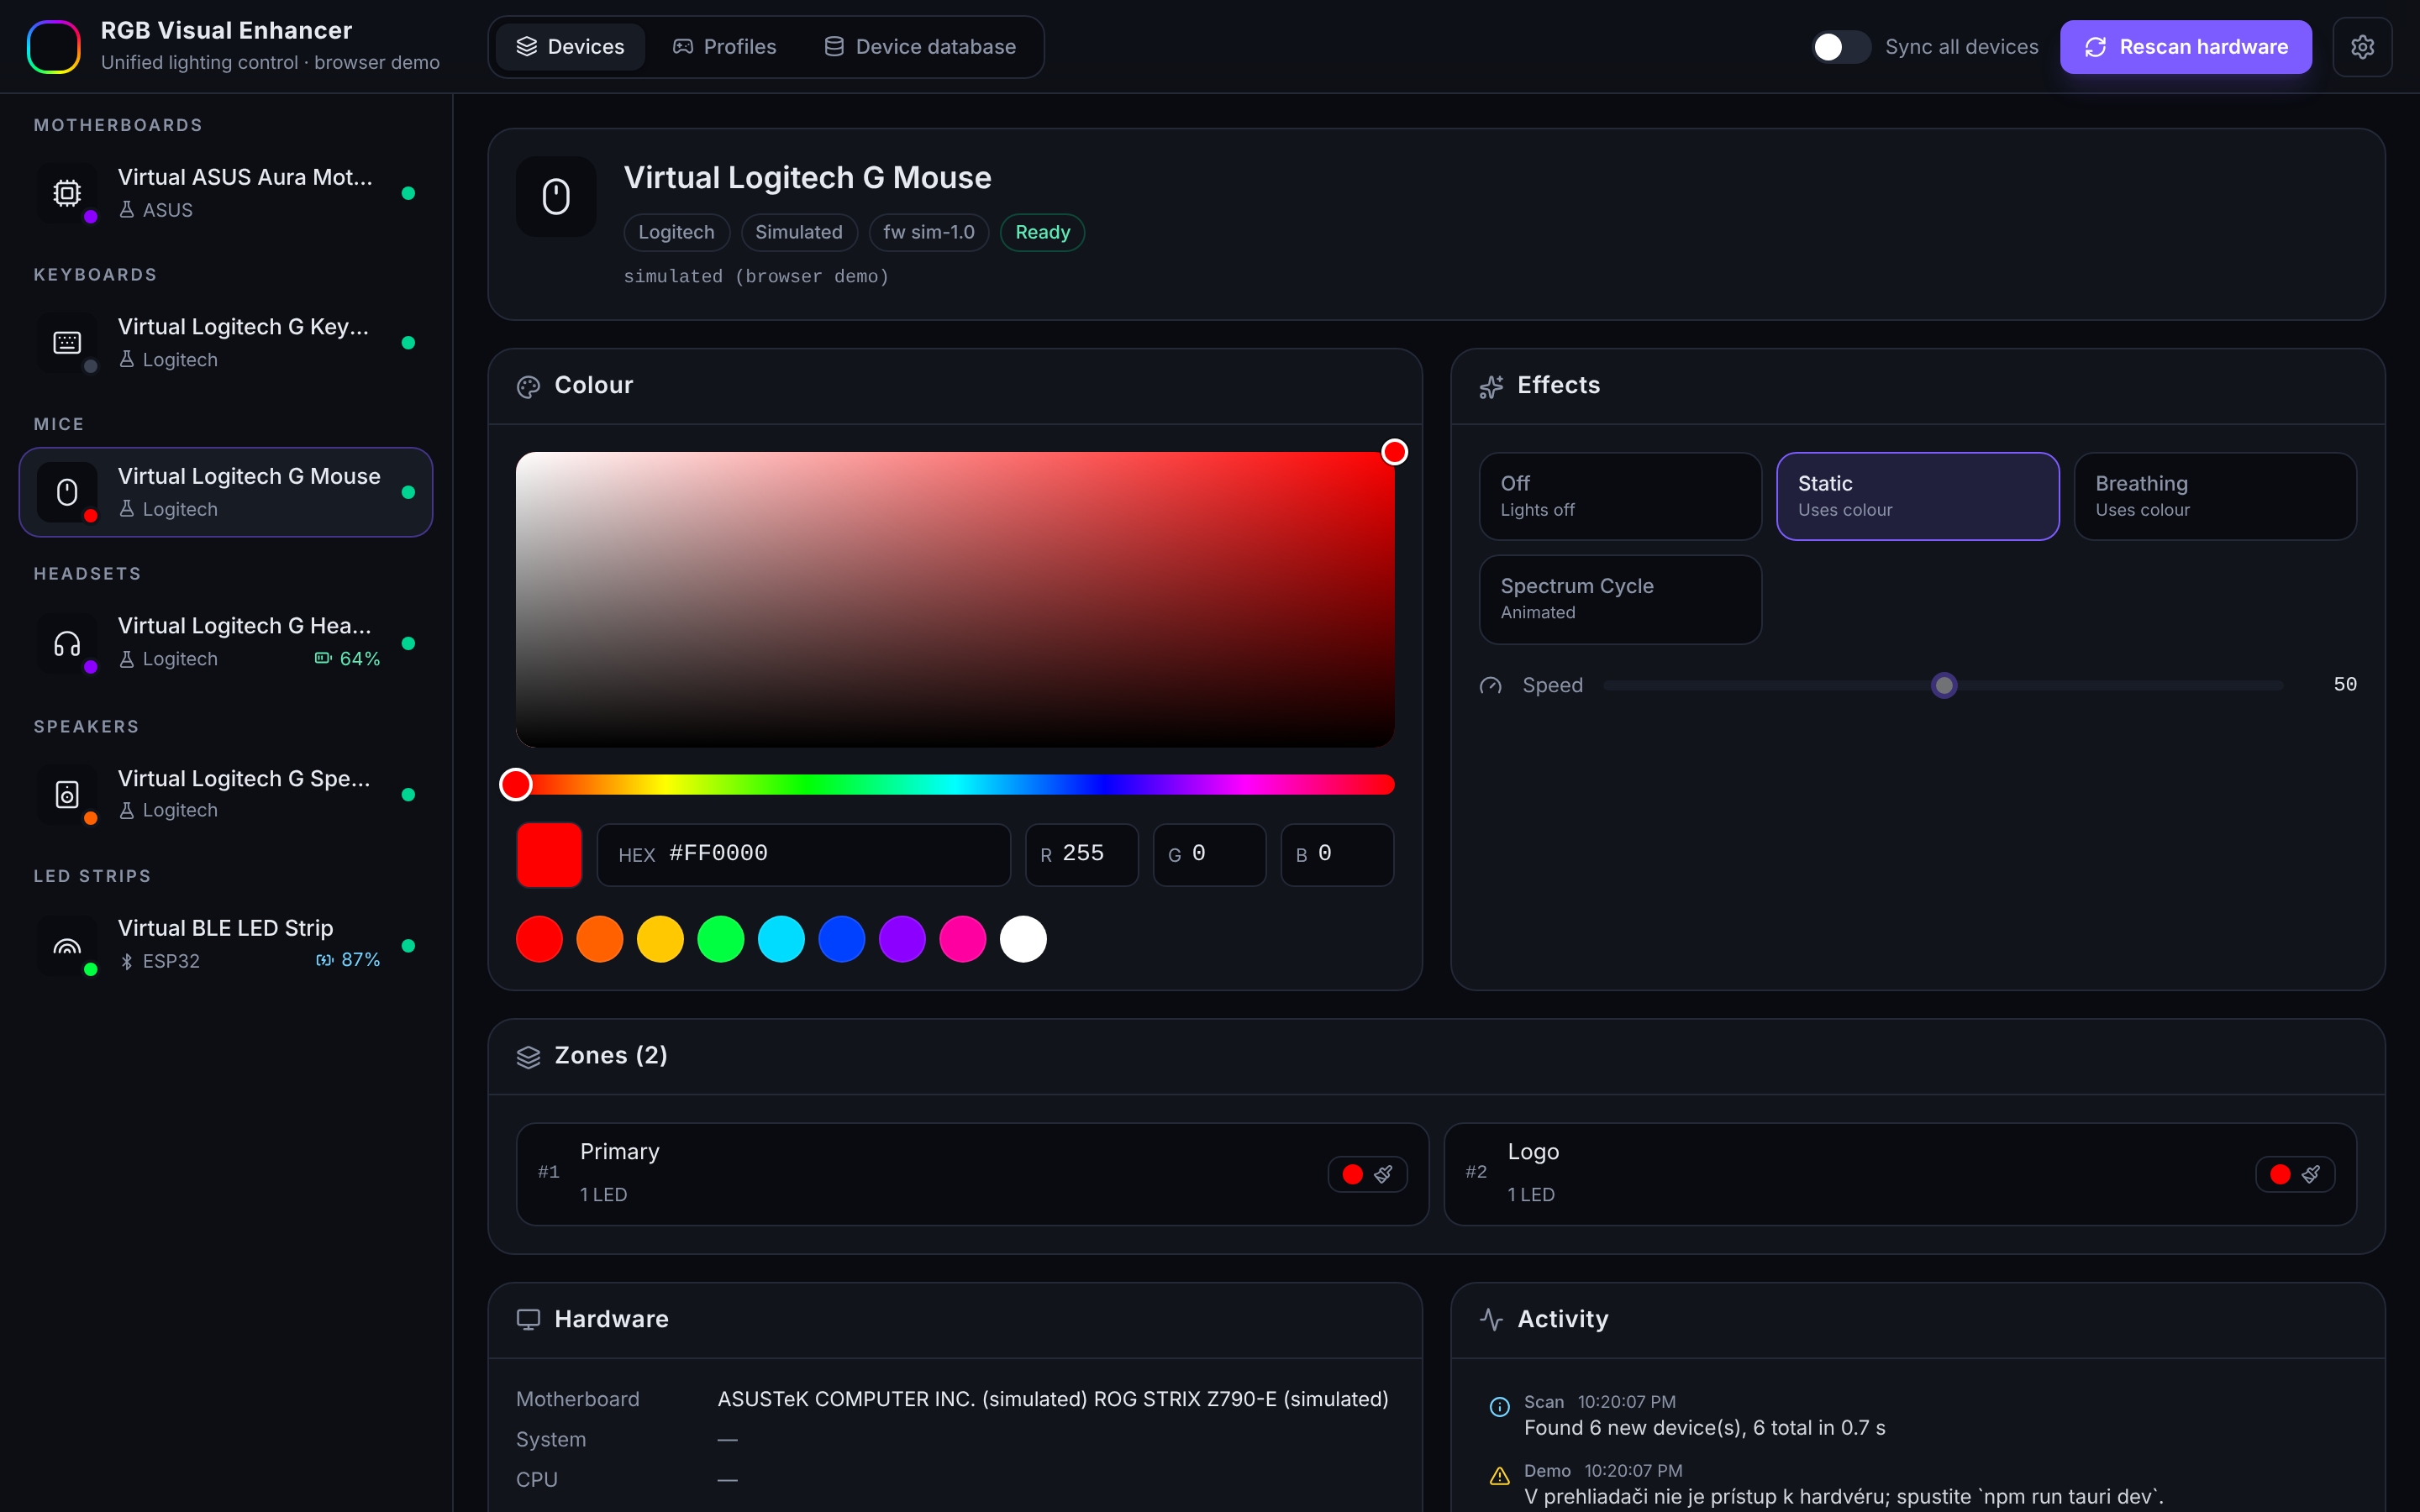 RGB Visual Enhancer
Unified lighting control · browser demo
Devices
Profiles
Device database
Sync all devices
Rescan hardware
MOTHERBOARDS
Virtual ASUS Aura Mot...
ASUS
KEYBOARDS
Virtual Logitech G Key...
Logitech
MICE
Virtual Logitech G Mouse
Logitech
HEADSETS
Virtual Logitech G Hea...
Logitech
64%
SPEAKERS
Virtual Logitech G Spe...
Logitech
LED STRIPS
Virtual BLE LED Strip
ESP32
87%
Virtual Logitech G Mouse
Logitech
Simulated
fw sim-1.0
Ready
simulated (browser demo)
Colour
HEX #FF0000
R 255
G 0
B 0
Effects
Off
Lights off
Static
Uses colour
Breathing
Uses colour
Spectrum Cycle
Animated
Speed
50
Zones (2)
#1
Primary
1 LED
#2
Logo
1 LED
Hardware
Motherboard
ASUSTeK COMPUTER INC. (simulated) ROG STRIX Z790-E (simulated)
System
—
CPU
—
Activity
Scan 10:20:07 PM
Found 6 new device(s), 6 total in 0.7 s
Demo 10:20:07 PM
V prehliadači nie je prístup k hardvéru; spustite `npm run tauri dev`.